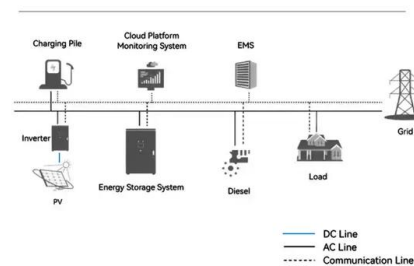 Charging Pile
Cloud Platform
Monitoring System
EMS
Grid
Inverter
PV
Energy Storage System
Diesel
Load
DC Line
AC Line
Communication Line